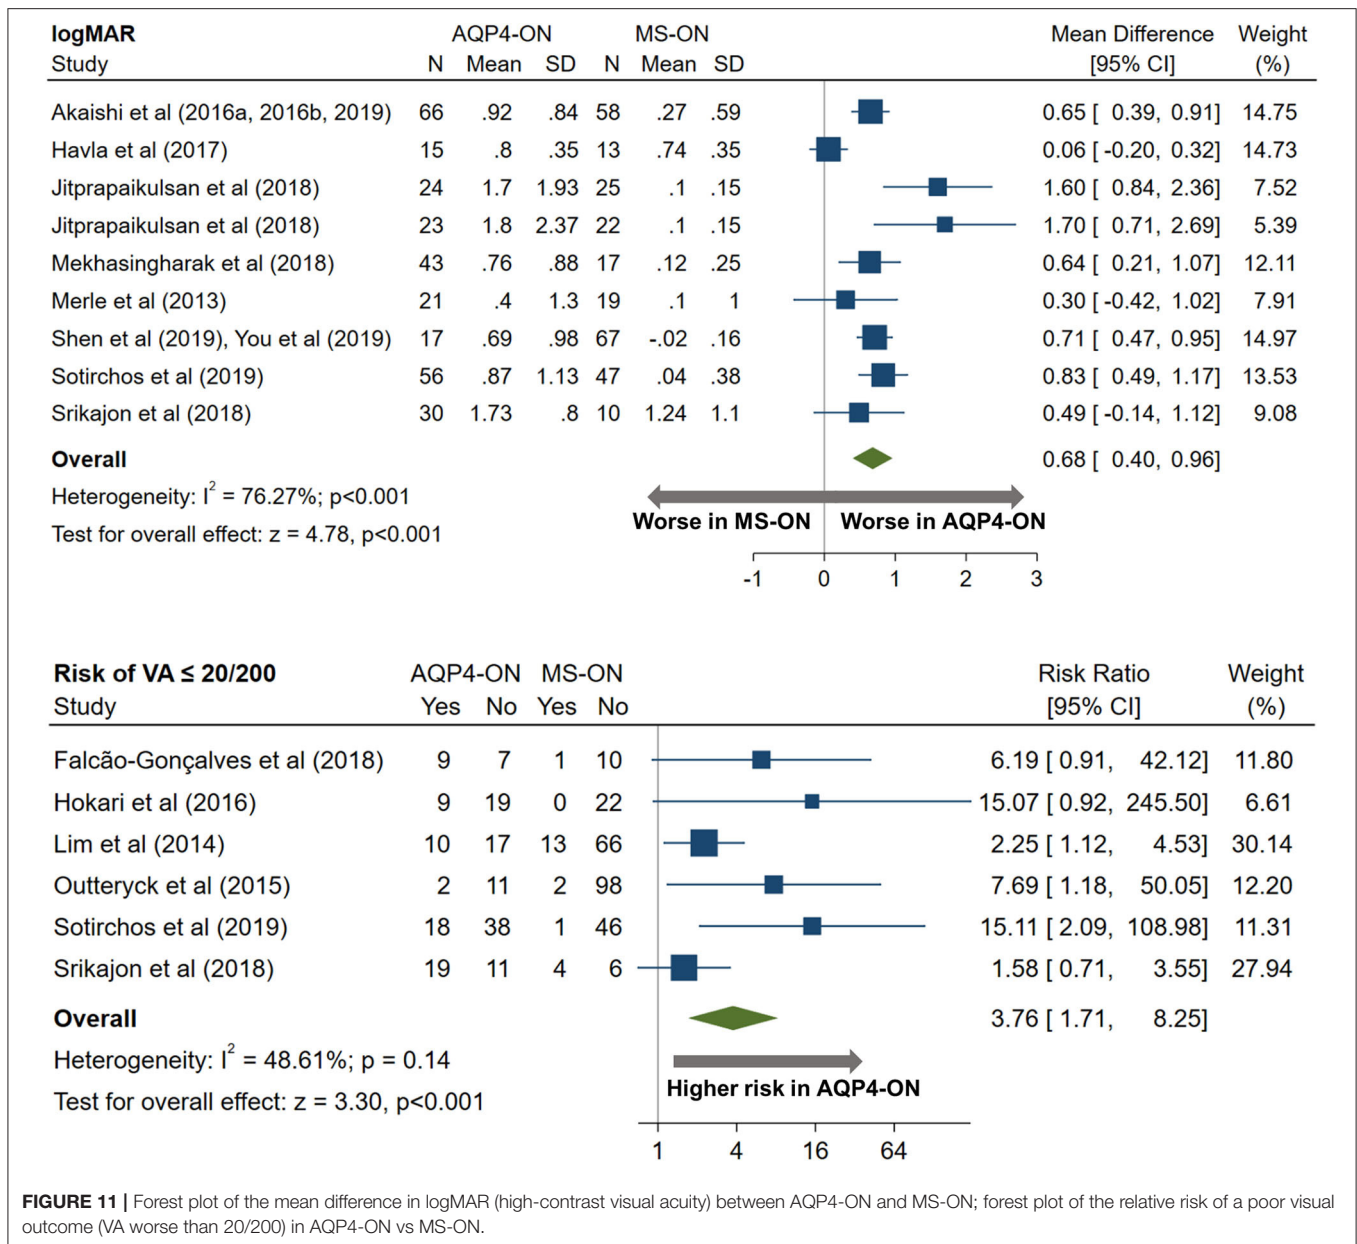 logMAR AQP4-ON MS-ON Mean Difference Weight
Study N Mean SD N Mean SD [95% CI] (%)
Akaishi et al (2016a, 2016b, 2019) 66 .92 .84 58 .27 .59 0.65 [ 0.39, 0.91] 14.75
Havla et al (2017) 15 .8 .35 13 .74 .35 0.06 [ -0.20, 0.32] 14.73
Jitprapaikulsan et al (2018) 24 1.7 1.93 25 .1 .15 1.60 [ 0.84, 2.36] 7.52
Jitprapaikulsan et al (2018) 23 1.8 2.37 22 .1 .15 1.70 [ 0.71, 2.69] 5.39
Mekhasingharak et al (2018) 43 .76 .88 17 .12 .25 0.64 [ 0.21, 1.07] 12.11
Merle et al (2013) 21 .4 1.3 19 .1 1 0.30 [ -0.42, 1.02] 7.91
Shen et al (2019), You et al (2019) 17 .69 .98 67 -.02 .16 0.71 [ 0.47, 0.95] 14.97
Sotirchos et al (2019) 56 .87 1.13 47 .04 .38 0.83 [ 0.49, 1.17] 13.53
Srikajon et al (2018) 30 1.73 .8 10 1.24 1.1 0.49 [ -0.14, 1.12] 9.08
Overall 0.68 [ 0.40, 0.96]
Heterogeneity: I² = 76.27%; p<0.001
Worse in MS-ON Worse in AQP4-ON
Test for overall effect: z = 4.78, p<0.001
-1 0 1 2 3
Risk of VA ≤ 20/200 AQP4-ON MS-ON Risk Ratio Weight
Study Yes No Yes No [95% CI] (%)
Falcão-Gonçalves et al (2018) 9 7 1 10 6.19 [ 0.91, 42.12] 11.80
Hokari et al (2016) 9 19 0 22 15.07 [ 0.92, 245.50] 6.61
Lim et al (2014) 10 17 13 66 2.25 [ 1.12, 4.53] 30.14
Outteryck et al (2015) 2 11 2 98 7.69 [ 1.18, 50.05] 12.20
Sotirchos et al (2019) 18 38 1 46 15.11 [ 2.09, 108.98] 11.31
Srikajon et al (2018) 19 11 4 6 1.58 [ 0.71, 3.55] 27.94
Overall 3.76 [ 1.71, 8.25]
Heterogeneity: I² = 48.61%; p = 0.14
Higher risk in AQP4-ON
Test for overall effect: z = 3.30, p<0.001
1 4 16 64
FIGURE 11 | Forest plot of the mean difference in logMAR (high-contrast visual acuity) between AQP4-ON and MS-ON; forest plot of the relative risk of a poor visual
outcome (VA worse than 20/200) in AQP4-ON vs MS-ON.